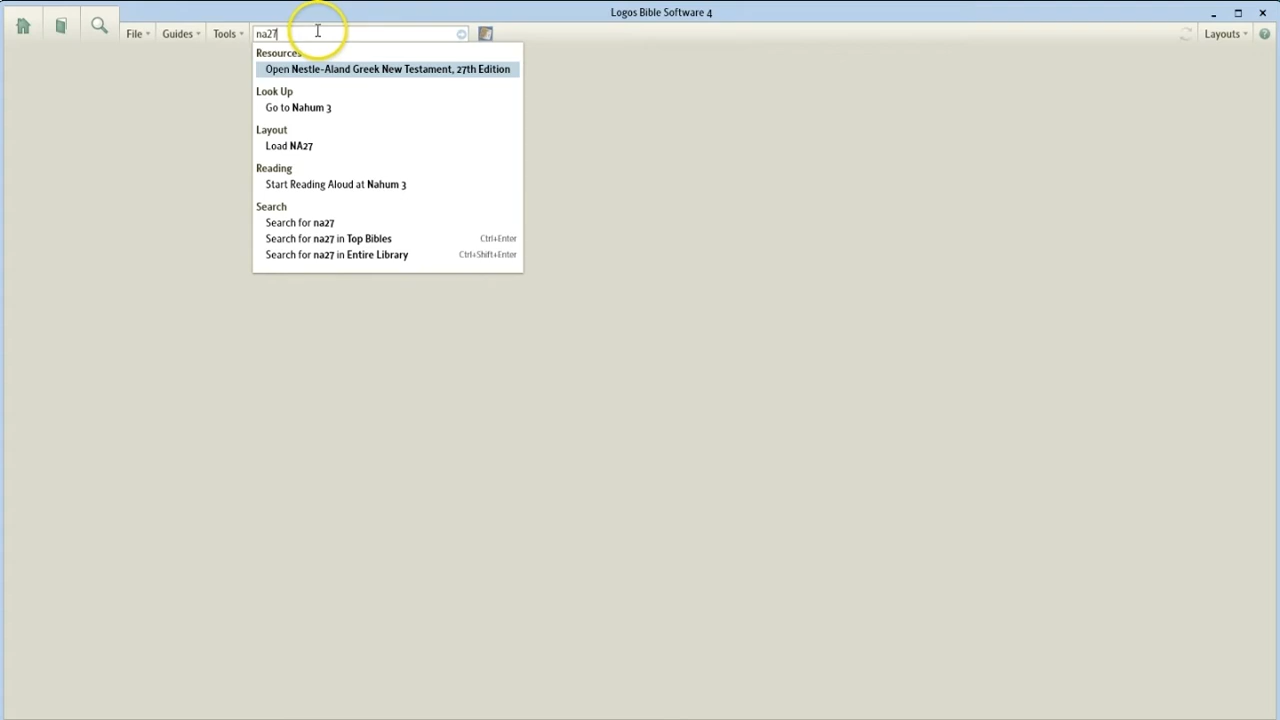 Logos Bible Software 4
File Guides Tools na27 Layouts
Resources
Open Nestle-Aland Greek New Testament, 27th Edition
Look Up
Go to Nahum 3
Layout
Load NA27
Reading
Start Reading Aloud at Nahum 3
Search
Search for na27
Search for na27 in Top Bibles Ctrl+Enter
Search for na27 in Entire Library Ctrl+Shift+Enter